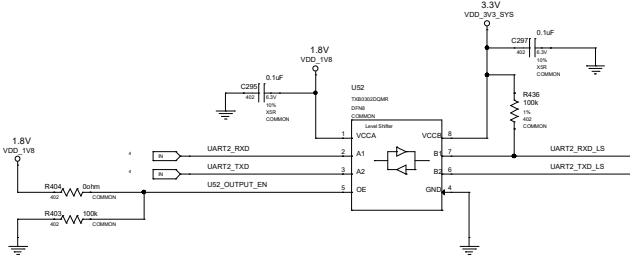 3.3V
VDD_3V3_SYS
C297
0.1uF
402
6.3V
10%
X5R
COMMON
1.8V
VDD_1V8
C295
0.1uF
402
6.3V
10%
X5R
COMMON
U52
TXB0302DQMR
DFN8
COMMON
Level Shifter
R436
100k
1%
402
COMMON
1 VCCA
VCCB 8
4 IN UART2_RXD 2 A1
B1 7 UART2_RXD_LS
4 IN UART2_TXD 3 A2
B2 6 UART2_TXD_LS
U52_OUTPUT_EN 5 OE
GND 4
1.8V
VDD_1V8
R404 0ohm
402 COMMON
R403 100k
402 COMMON